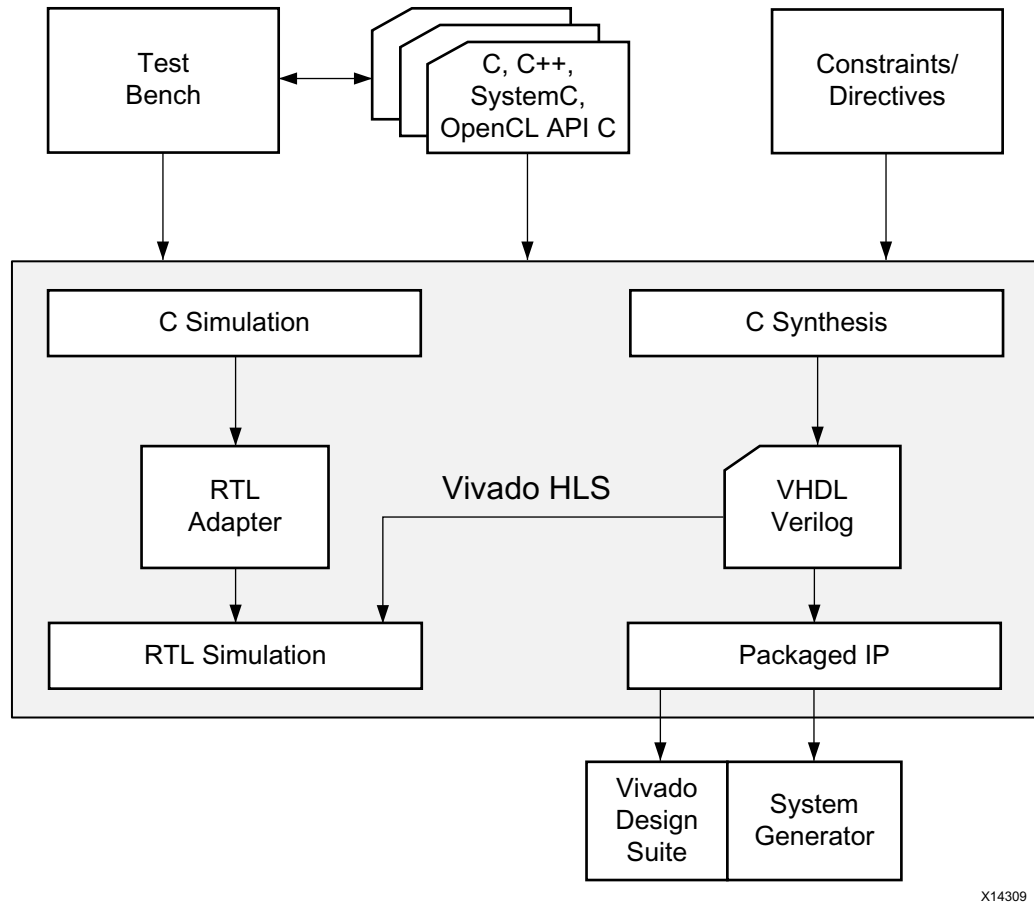 Test
Bench
C, C++,
SystemC,
OpenCL API C
Constraints/
Directives
C Simulation
C Synthesis
RTL
Adapter
Vivado HLS
VHDL
Verilog
RTL Simulation
Packaged IP
Vivado
Design
Suite
System
Generator
X14309